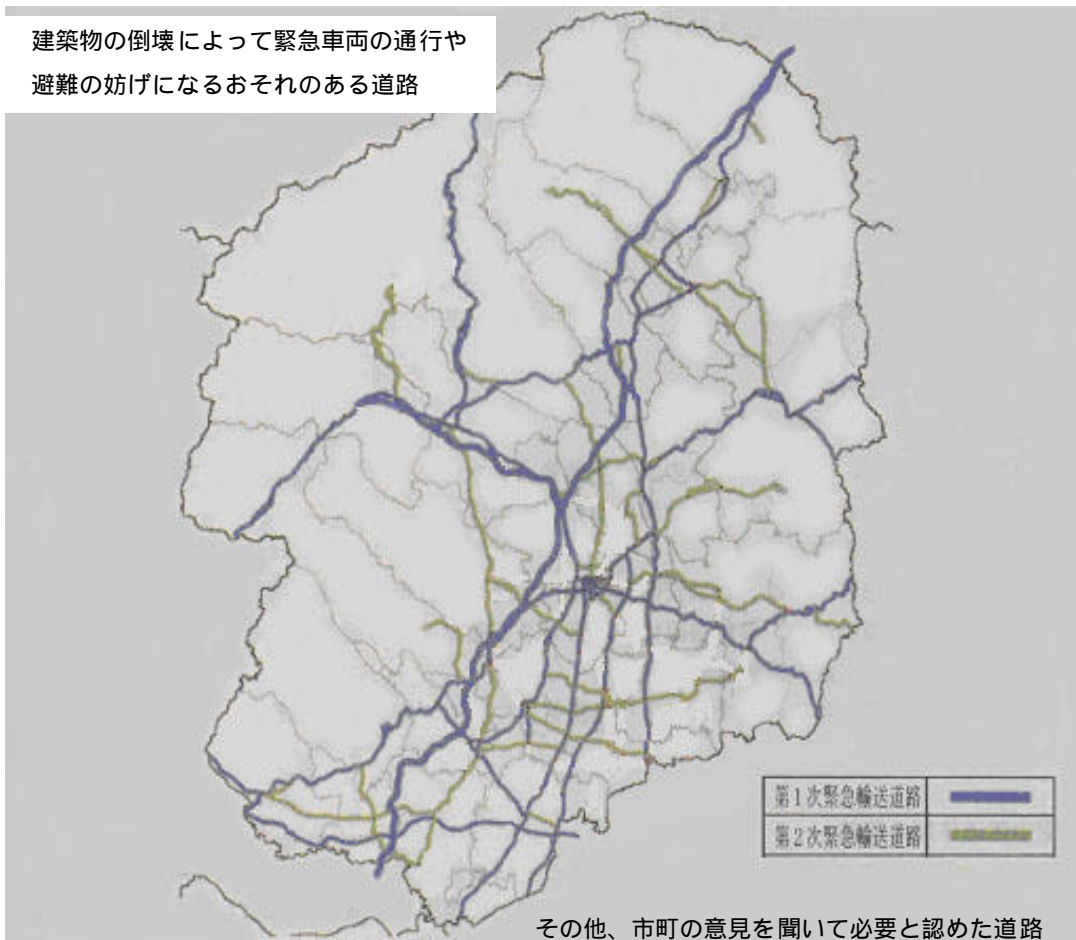 建築物の倒壊によって緊急車両の通行や
避難の妨げになるおそれのある道路
第1次緊急輸送道路
第2次緊急輸送道路
その他、市町の意見を聞いて必要と認めた道路